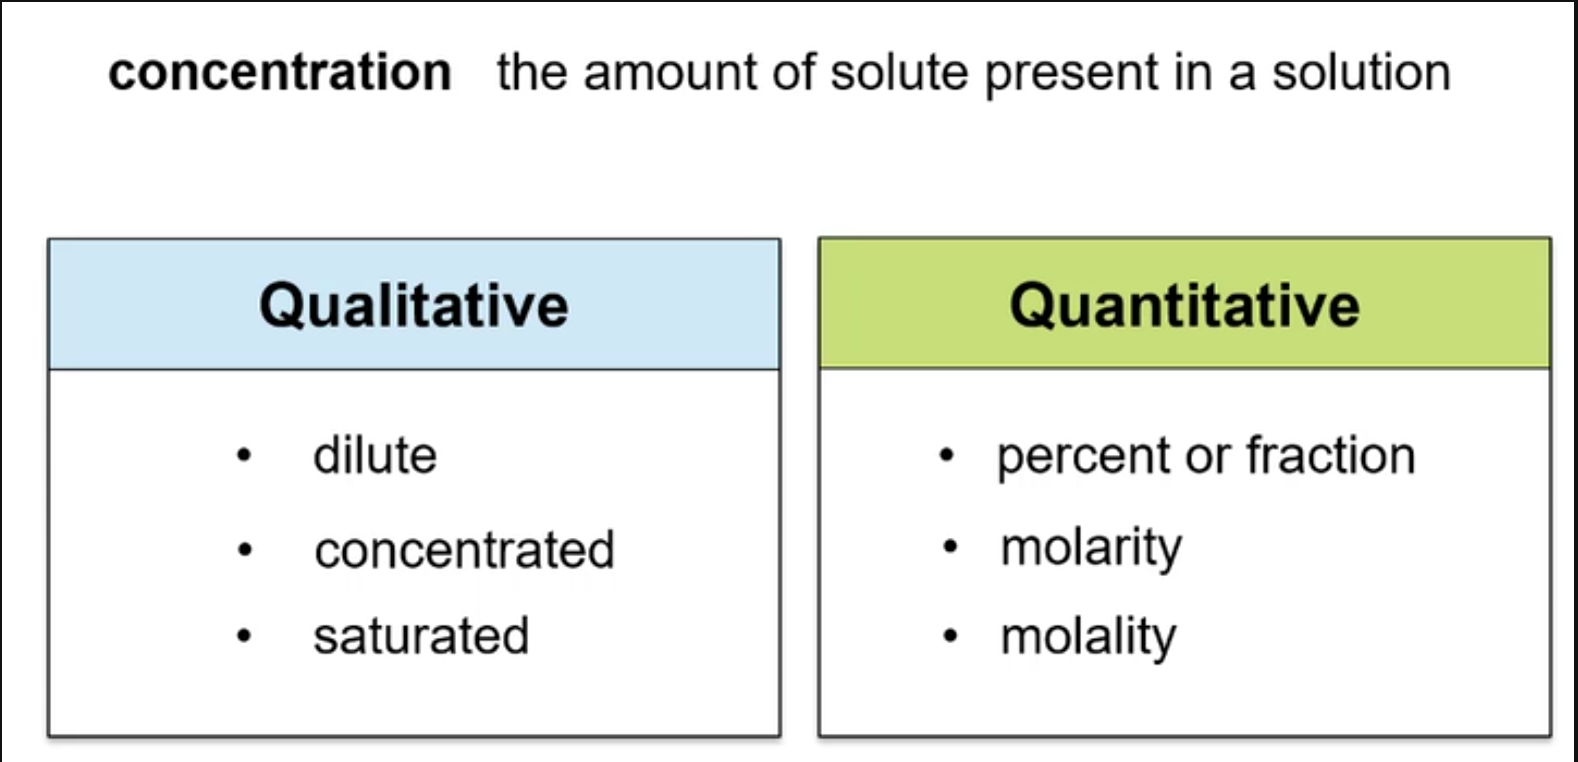 concentration the amount of solute present in a solution
Qualitative
• dilute
• concentrated
• saturated
Quantitative
• percent or fraction
• molarity
• molality